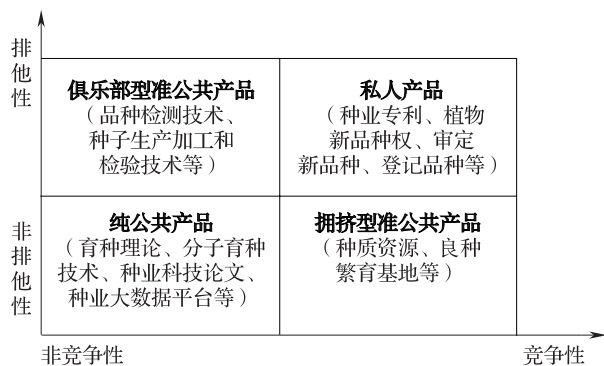 排他性
俱乐部型准公共产品
（品种检测技术、
种子生产加工和
检验技术等）
私人产品
（种业专利、植物
新品种权、审定
新品种、登记品种等）
非排他性
纯公共产品
（育种理论、分子育种
技术、种业科技论文、
种业大数据平台等）
拥挤型准公共产品
（种质资源、良种
繁育基地等）
非竞争性
竞争性